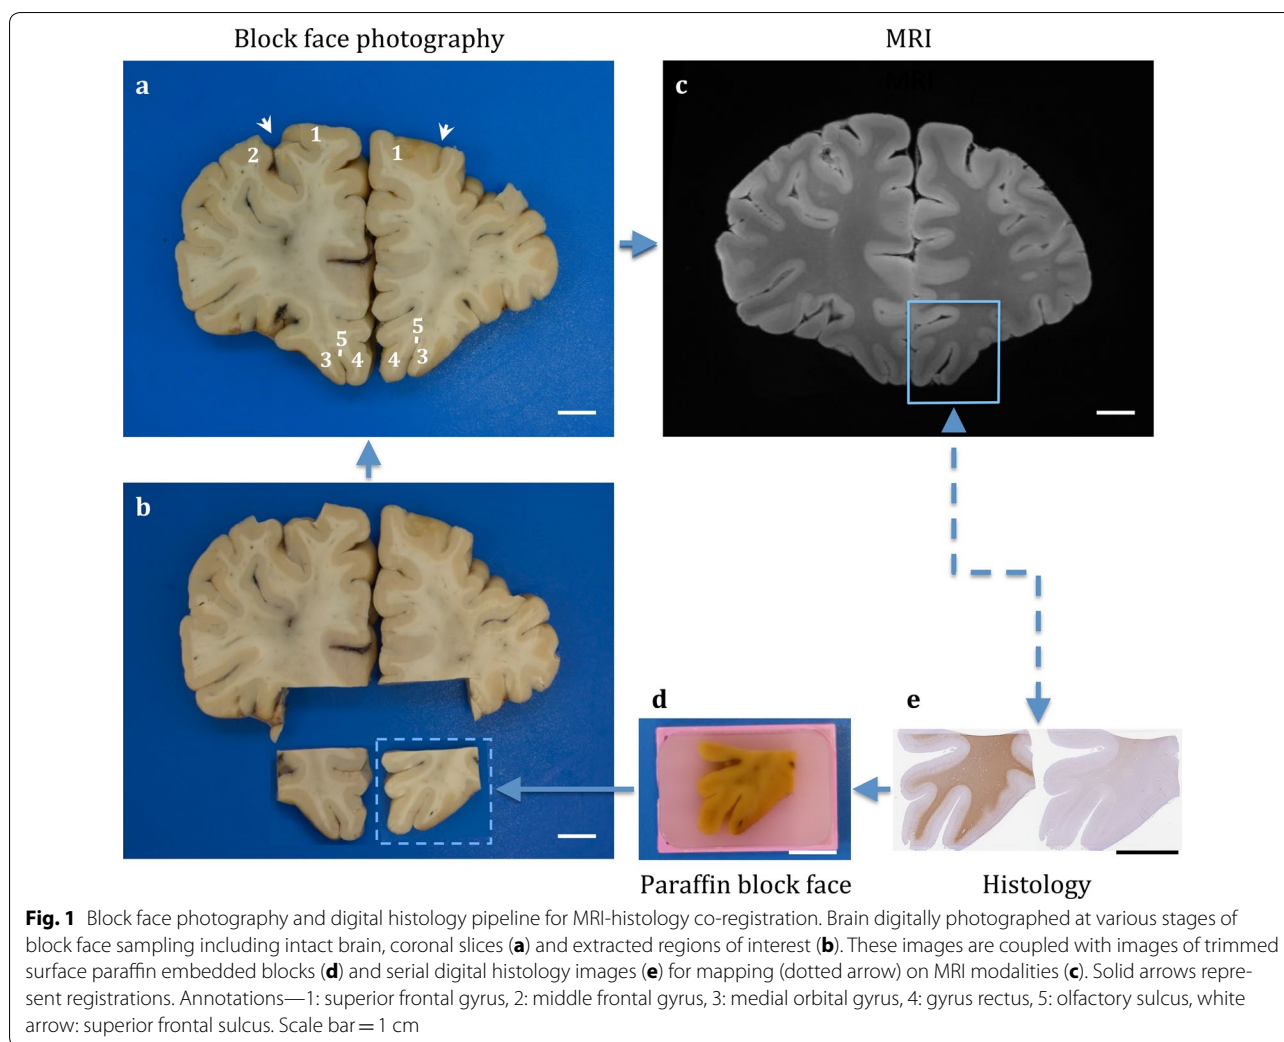 Block face photography
MRI
a
1
2
1
5
3
4
5
4
3
c
MRI
b
d
e
Paraffin block face
Histology
Fig. 1 Block face photography and digital histology pipeline for MRI-histology co-registration. Brain digitally photographed at various stages of
block face sampling including intact brain, coronal slices (a) and extracted regions of interest (b). These images are coupled with images of trimmed
surface paraffin embedded blocks (d) and serial digital histology images (e) for mapping (dotted arrow) on MRI modalities (c). Solid arrows repre-
sent registrations. Annotations—1: superior frontal gyrus, 2: middle frontal gyrus, 3: medial orbital gyrus, 4: gyrus rectus, 5: olfactory sulcus, white
arrow: superior frontal sulcus. Scale bar = 1 cm